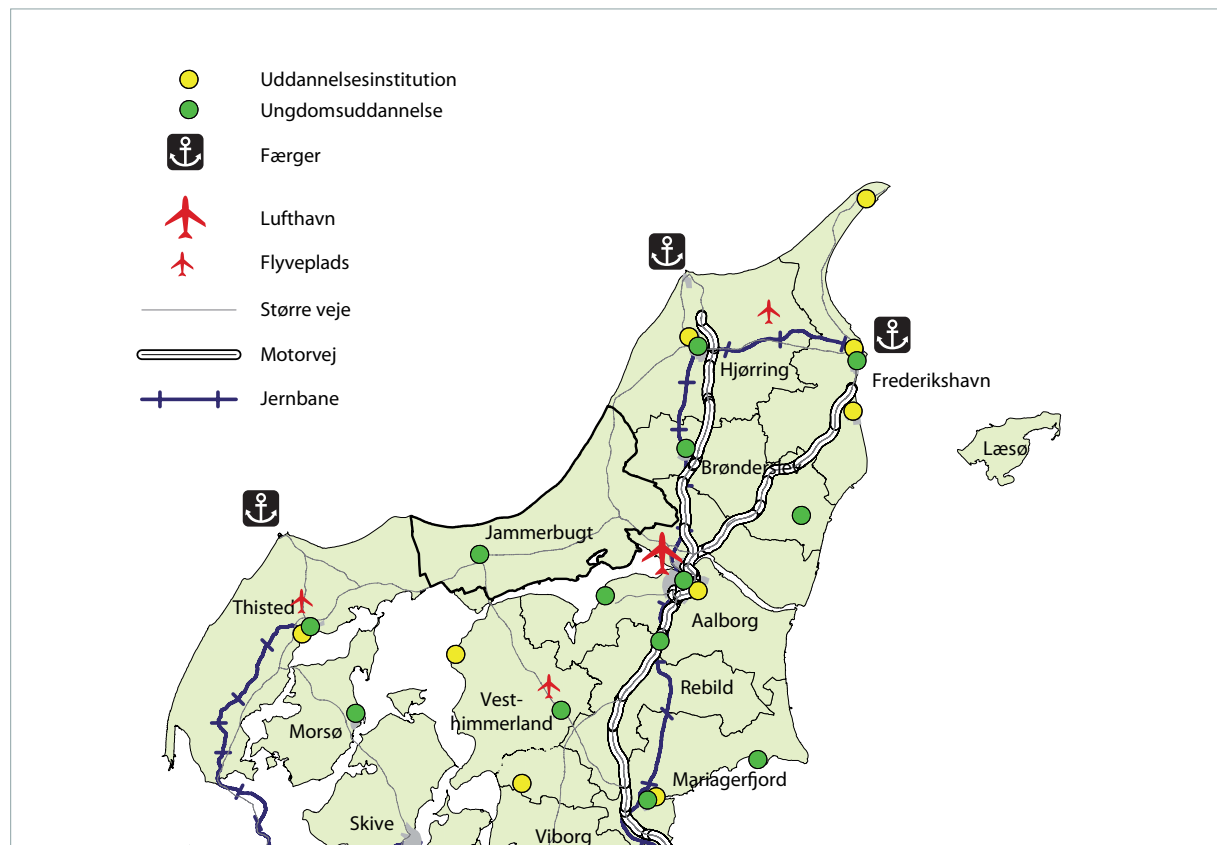 Uddannelsesinstitution
Ungdomsuddannelse
Færger
Lufthavn
Flyveplads
Større veje
Motorvej
Jernbane
Hjørring
Frederikshavn
Læsø
Brønderslev
Jammerbugt
Thisted
Aalborg
Rebild
Vest-
himmerland
Morsø
Mariagerfjord
Skive
Viborg